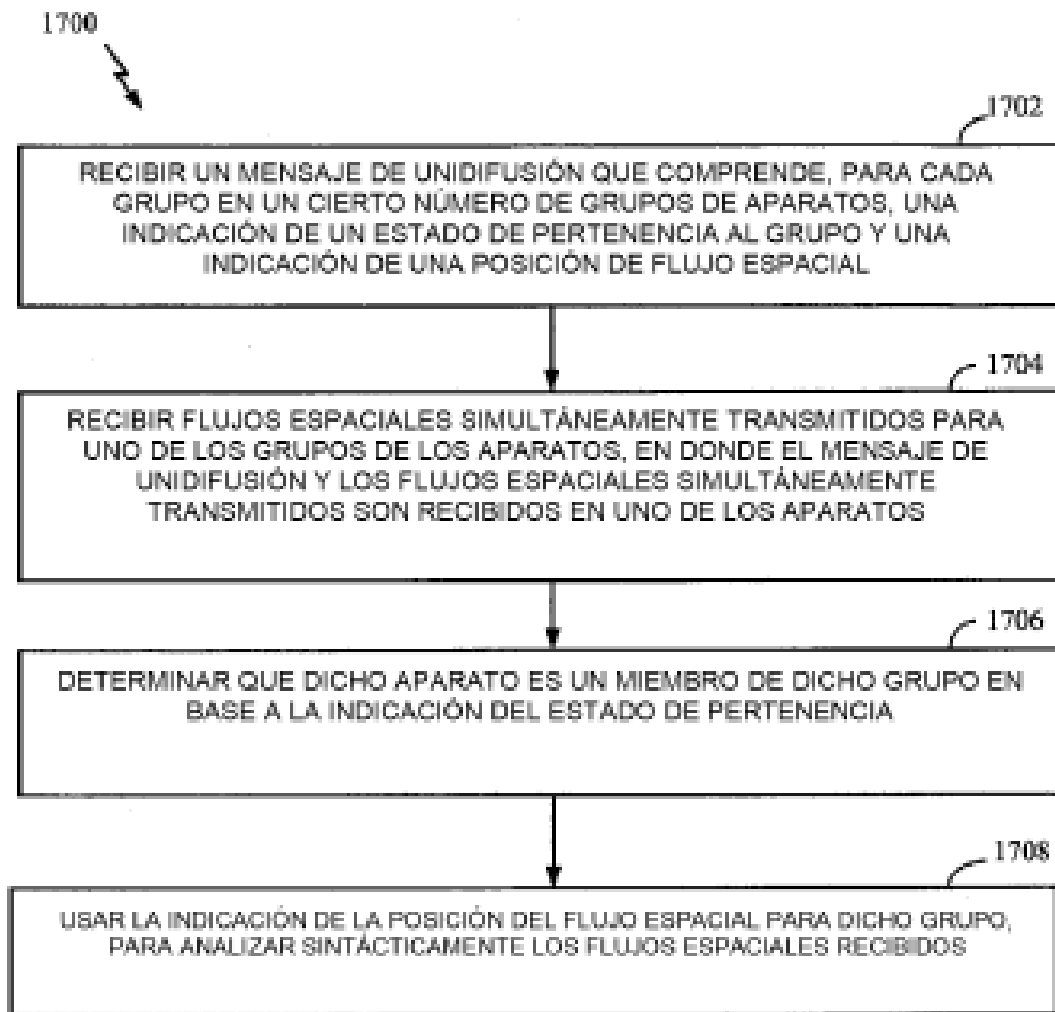 1700
1702
RECIBIR UN MENSAJE DE UNIDIFUSIÓN QUE COMPRENDE, PARA CADA
GRUPO EN UN CIERTO NÚMERO DE GRUPOS DE APARATOS, UNA
INDICACIÓN DE UN ESTADO DE PERTENENCIA AL GRUPO Y UNA
INDICACIÓN DE UNA POSICIÓN DE FLUJO ESPACIAL
1704
RECIBIR FLUJOS ESPACIALES SIMULTÁNEAMENTE TRANSMITIDOS PARA
UNO DE LOS GRUPOS DE LOS APARATOS, EN DONDE EL MENSAJE DE
UNIDIFUSIÓN Y LOS FLUJOS ESPACIALES SIMULTÁNEAMENTE
TRANSMITIDOS SON RECIBIDOS EN UNO DE LOS APARATOS
1706
DETERMINAR QUE DICHO APARATO ES UN MIEMBRO DE DICHO GRUPO EN
BASE A LA INDICACIÓN DEL ESTADO DE PERTENENCIA
1708
USAR LA INDICACIÓN DE LA POSICIÓN DEL FLUJO ESPACIAL PARA DICHO GRUPO,
PARA ANALIZAR SINTÁCTICAMENTE LOS FLUJOS ESPACIALES RECIBIDOS